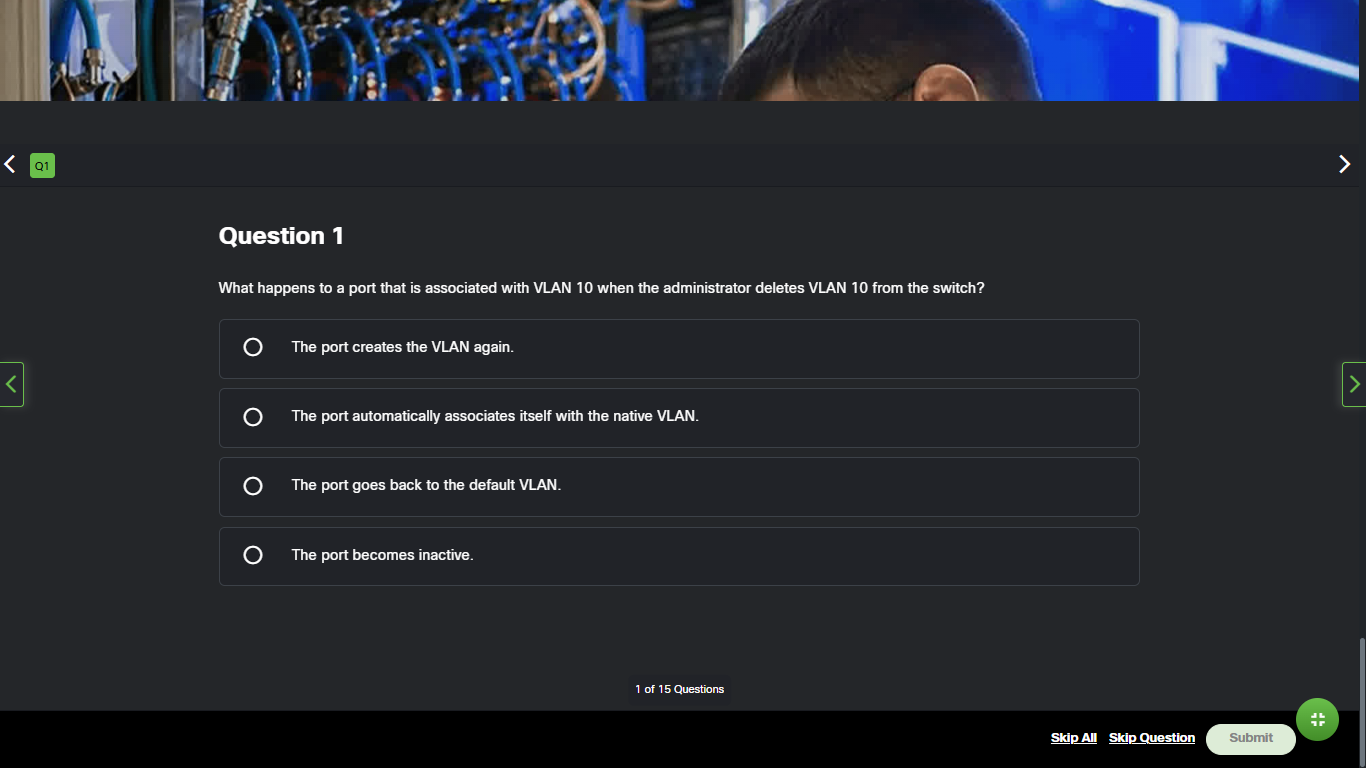 Q1
Question 1
What happens to a port that is associated with VLAN 10 when the administrator deletes VLAN 10 from the switch?
The port creates the VLAN again.
The port automatically associates itself with the native VLAN.
The port goes back to the default VLAN.
The port becomes inactive.
1 of 15 Questions
Skip All Skip Question Submit